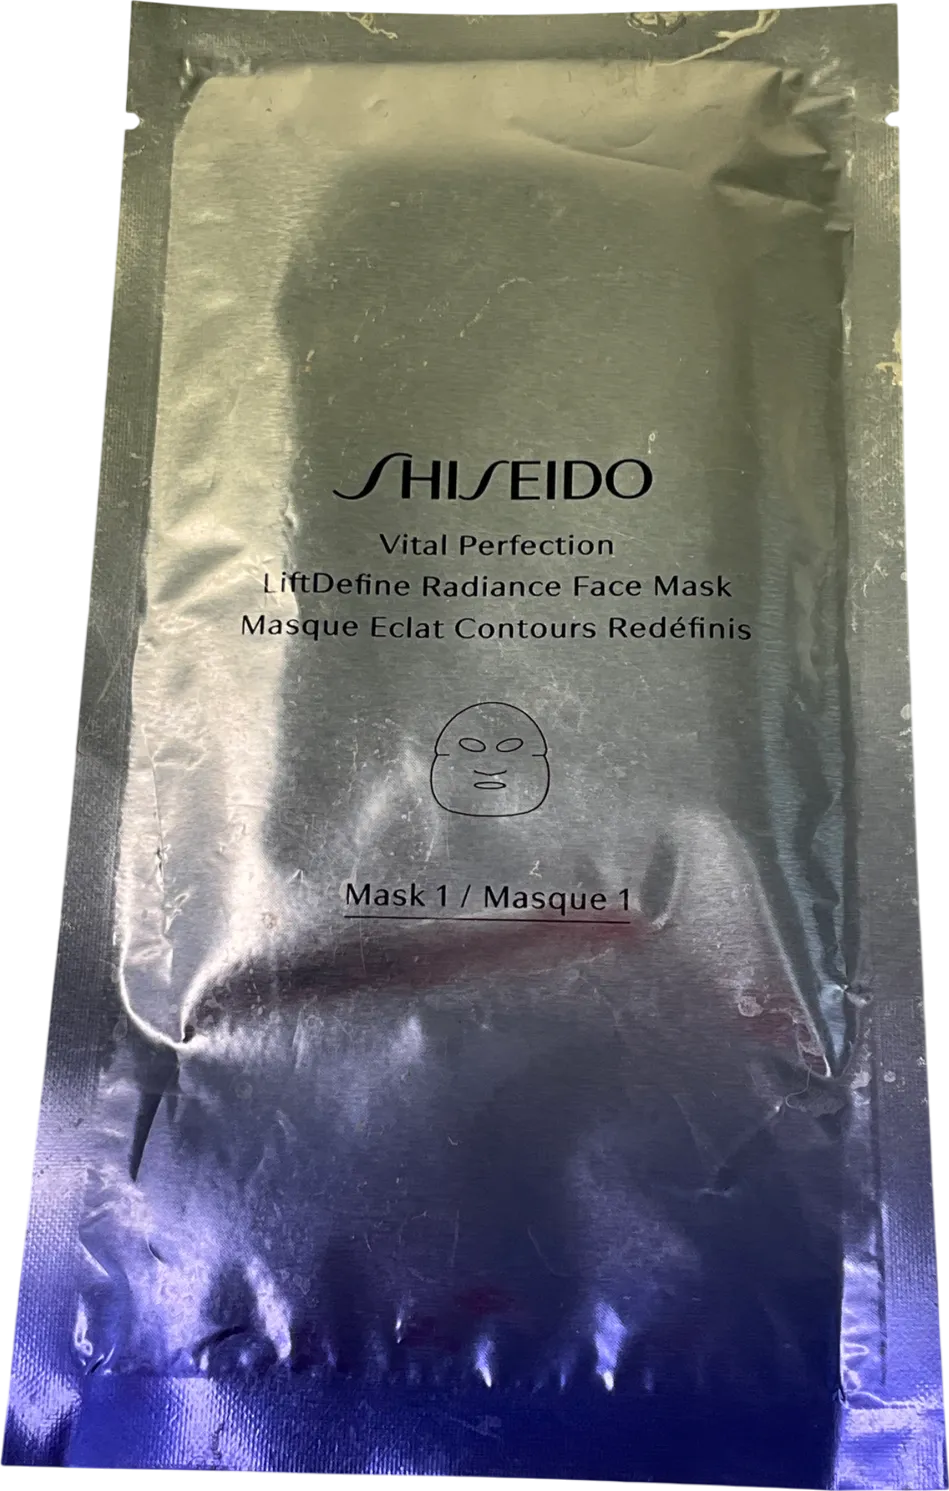 SHISEIDO
Vital Perfection
LiftDefine Radiance Face Mask
Masque Eclat Contours Redéfinis
Mask 1 / Masque 1